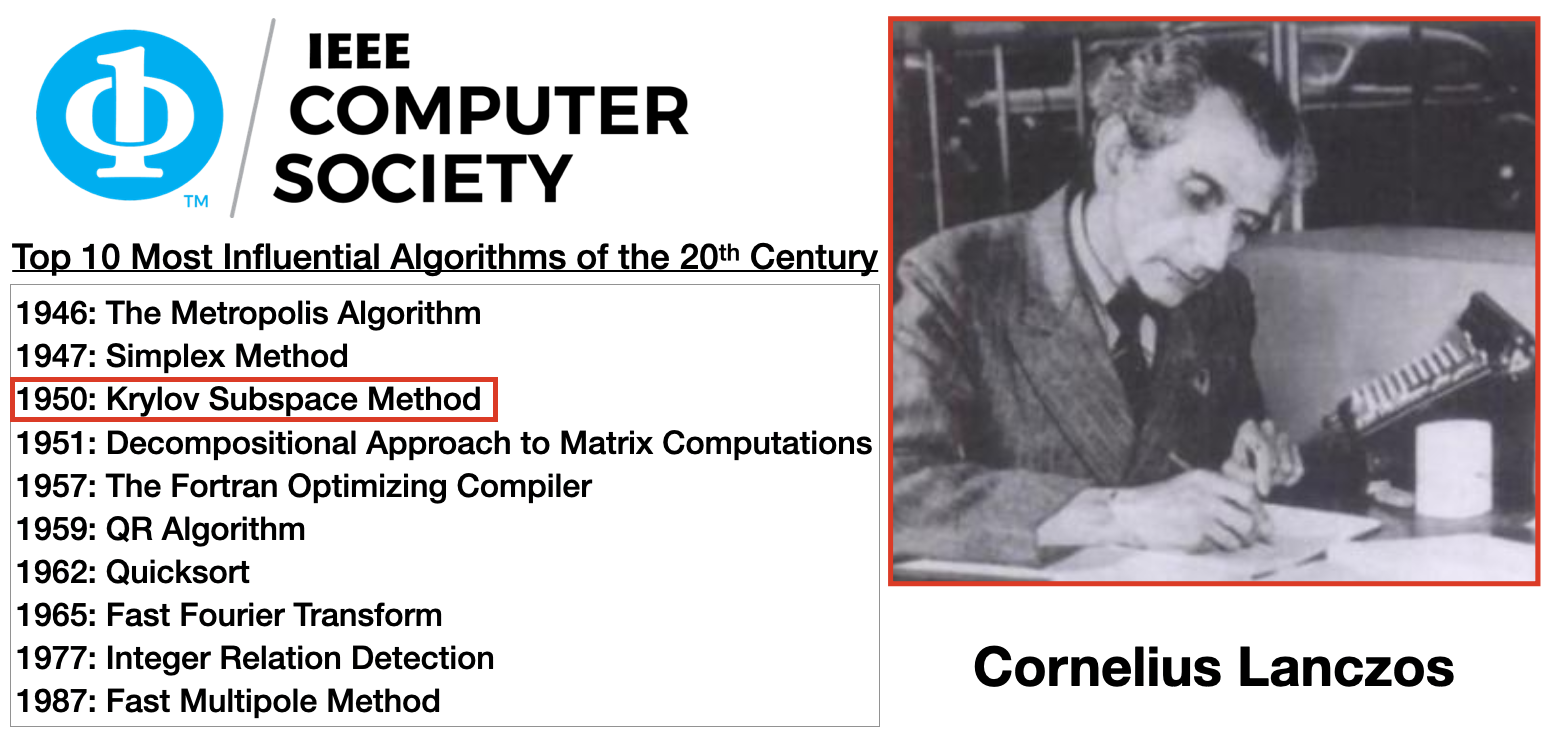 IEEE
COMPUTER
SOCIETY
TM
Top 10 Most Influential Algorithms of the 20th Century
1946: The Metropolis Algorithm
1947: Simplex Method
1950: Krylov Subspace Method
1951: Decompositional Approach to Matrix Computations
1957: The Fortran Optimizing Compiler
1959: QR Algorithm
1962: Quicksort
1965: Fast Fourier Transform
1977: Integer Relation Detection
1987: Fast Multipole Method
Cornelius Lanczos